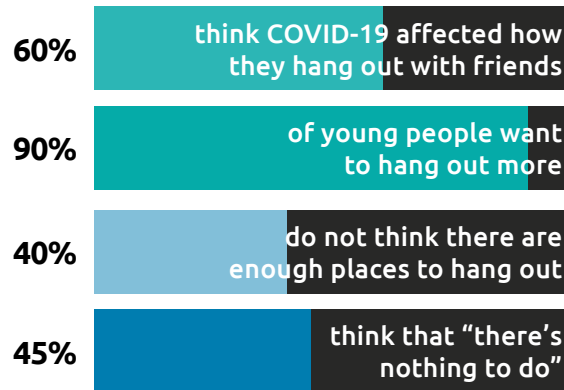 60%
think COVID-19 affected how
they hang out with friends
90%
of young people want
to hang out more
40%
do not think there are
enough places to hang out
45%
think that “there’s
nothing to do”